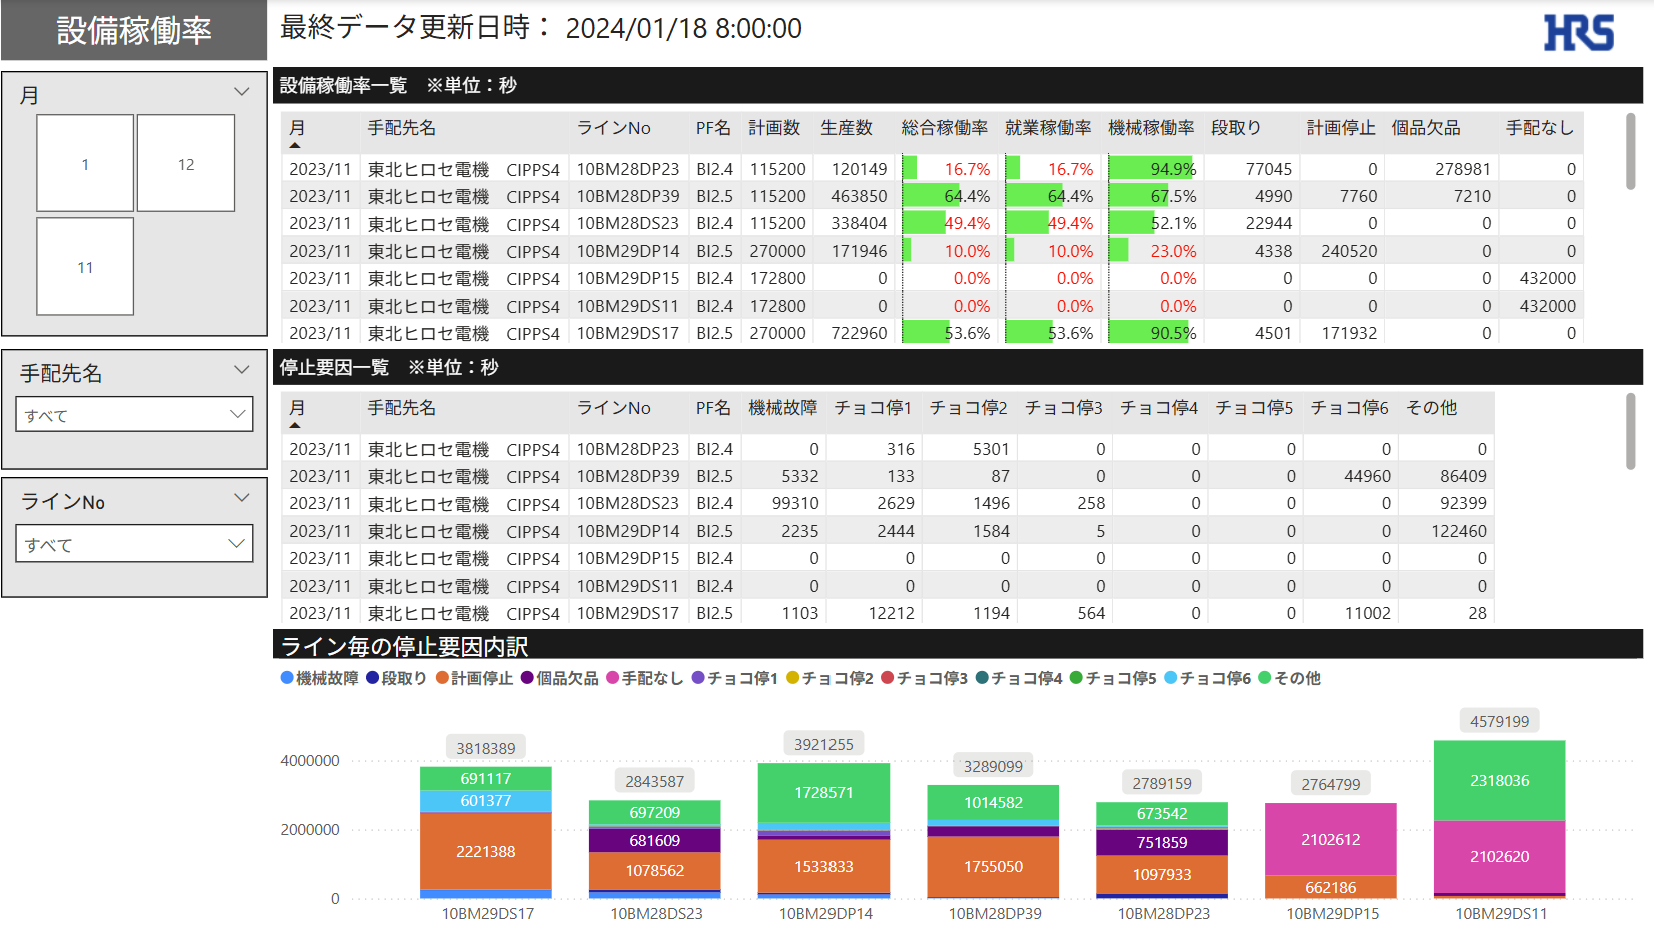 設備稼働率
最終データ更新日時： 2024/01/18 8:00:00
HRS
月
1
12
11
手配先名
すべて
ラインNo
すべて
設備稼働率一覧　※単位：秒
月 手配先名 ラインNo PF名 計画数 生産数 総合稼働率 就業稼働率 機械稼働率 段取り 計画停止 個品欠品 手配なし
2023/11 東北ヒロセ電機　CIPPS4 10BM28DP23 BI2.4 115200 120149 16.7% 16.7% 94.9% 77045 0 278981 0
2023/11 東北ヒロセ電機　CIPPS4 10BM28DP39 BI2.5 115200 463850 64.4% 64.4% 67.5% 4990 7760 7210 0
2023/11 東北ヒロセ電機　CIPPS4 10BM28DS23 BI2.4 115200 338404 49.4% 49.4% 52.1% 22944 0 0 0
2023/11 東北ヒロセ電機　CIPPS4 10BM29DP14 BI2.5 270000 171946 10.0% 10.0% 23.0% 4338 240520 0 0
2023/11 東北ヒロセ電機　CIPPS4 10BM29DP15 BI2.4 172800 0 0.0% 0.0% 0.0% 0 0 0 432000
2023/11 東北ヒロセ電機　CIPPS4 10BM29DS11 BI2.4 172800 0 0.0% 0.0% 0.0% 0 0 0 432000
2023/11 東北ヒロセ電機　CIPPS4 10BM29DS17 BI2.5 270000 722960 53.6% 53.6% 90.5% 4501 171932 0 0
停止要因一覧　※単位：秒
月 手配先名 ラインNo PF名 機械故障 チョコ停1 チョコ停2 チョコ停3 チョコ停4 チョコ停5 チョコ停6 その他
2023/11 東北ヒロセ電機　CIPPS4 10BM28DP23 BI2.4 0 316 5301 0 0 0 0 0
2023/11 東北ヒロセ電機　CIPPS4 10BM28DP39 BI2.5 5332 133 87 0 0 0 44960 86409
2023/11 東北ヒロセ電機　CIPPS4 10BM28DS23 BI2.4 99310 2629 1496 258 0 0 0 92399
2023/11 東北ヒロセ電機　CIPPS4 10BM29DP14 BI2.5 2235 2444 1584 5 0 0 0 122460
2023/11 東北ヒロセ電機　CIPPS4 10BM29DP15 BI2.4 0 0 0 0 0 0 0 0
2023/11 東北ヒロセ電機　CIPPS4 10BM29DS11 BI2.4 0 0 0 0 0 0 0 0
2023/11 東北ヒロセ電機　CIPPS4 10BM29DS17 BI2.5 1103 12212 1194 564 0 0 11002 28
ライン毎の停止要因内訳
機械故障 段取り 計画停止 個品欠品 手配なし チョコ停1 チョコ停2 チョコ停3 チョコ停4 チョコ停5 チョコ停6 その他
4000000
2000000
0
3818389
691117
601377
2221388
10BM29DS17
2843587
697209
681609
1078562
10BM28DS23
3921255
1728571
1533833
10BM29DP14
3289099
1014582
1755050
10BM28DP39
2789159
673542
751859
1097933
10BM28DP23
2764799
2102612
662186
10BM29DP15
4579199
2318036
2102620
10BM29DS11